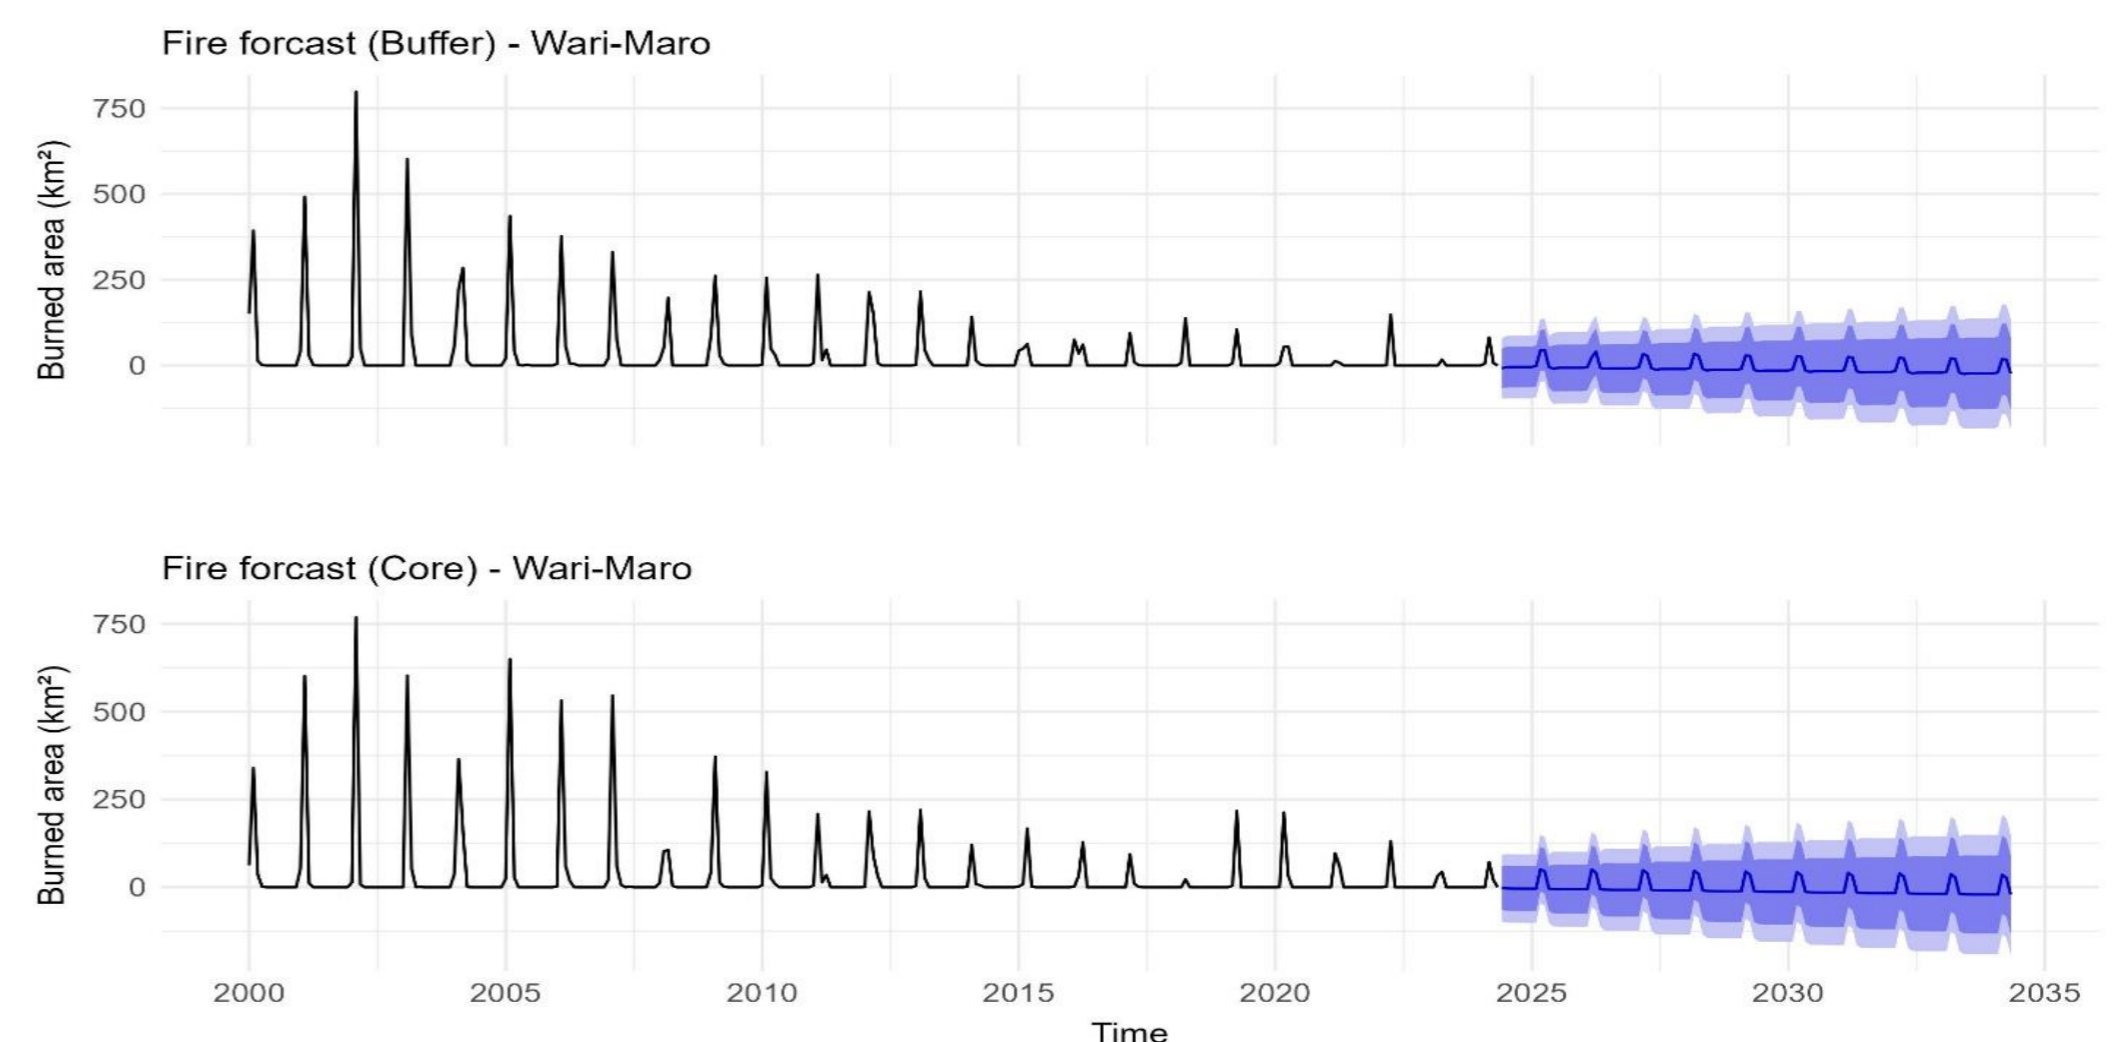 Fire forcast (Buffer) - Wari-Maro
750
500
250
0
Burned area (km²)
Fire forcast (Core) - Wari-Maro
750
500
250
0
Burned area (km²)
2000 2005 2010 2015 2020 2025 2030 2035
Time